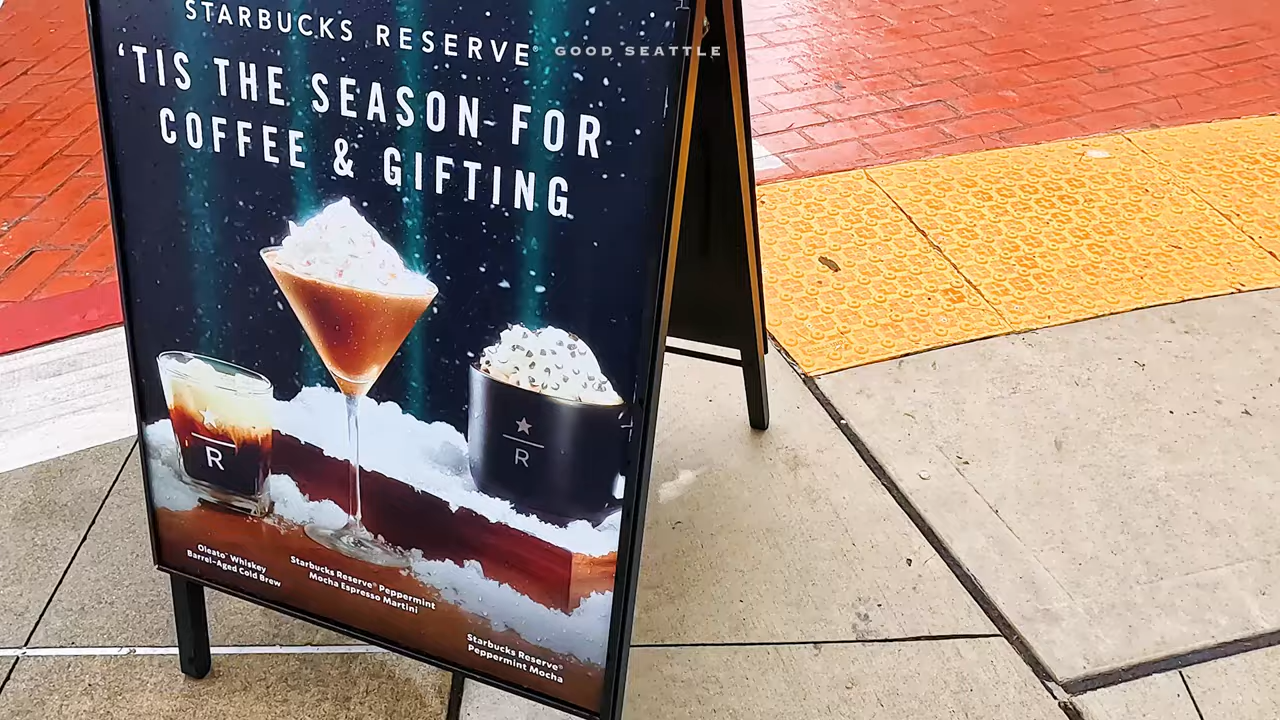 STARBUCKS RESERVE®
GOOD SEATTLE
'TIS THE SEASON FOR
COFFEE & GIFTING
R
R
Oleato™ Whiskey
Barrel-Aged Cold Brew
Starbucks Reserve® Peppermint
Mocha Espresso Martini
Starbucks Reserve®
Peppermint Mocha